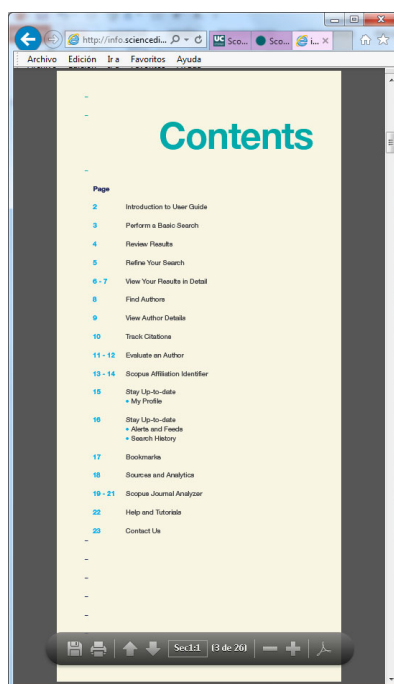 http://info.sciencedi...
Sco...
Sco...
i...
Archivo Edición Ir a Favoritos Ayuda
Contents
Page
2 Introduction to User Guide
3 Perform a Basic Search
4 Review Results
5 Refine Your Search
6 - 7 View Your Results in Detail
8 Find Authors
9 View Author Details
10 Track Citations
11 - 12 Evaluate an Author
13 - 14 Scopus Affiliation Identifier
15 Stay Up-to-date
• My Profile
16 Stay Up-to-date
• Alerts and Feeds
• Search History
17 Bookmarks
18 Sources and Analytics
19 - 21 Scopus Journal Analyzer
22 Help and Tutorials
23 Contact Us
Sec1:1 (3 de 26)